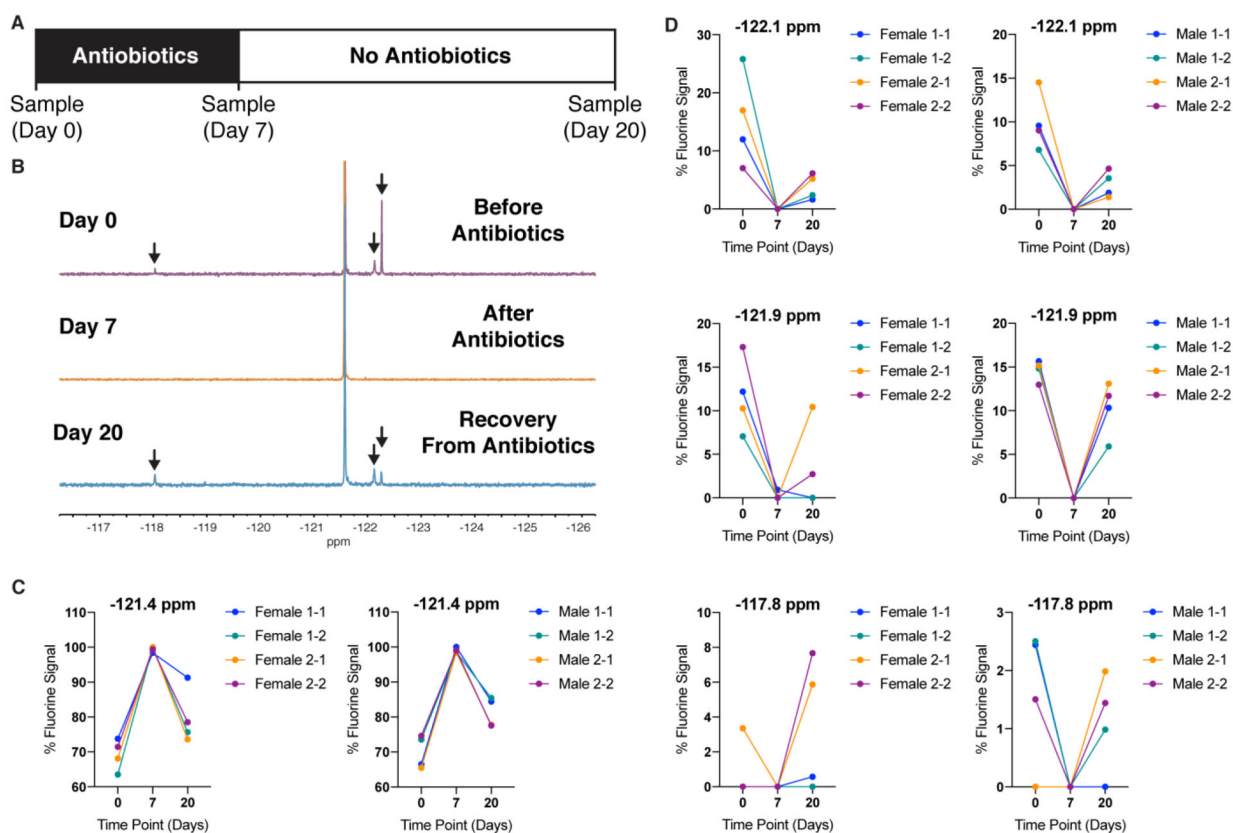 A
Antiobiotics
No Antiobiotics
Sample
(Day 0)
Sample
(Day 7)
Sample
(Day 20)
B
Day 0
Before
Antibiotics
Day 7
After
Antibiotics
Day 20
Recovery
From Antibiotics
-117 -118 -119 -120 -121 -122 -123 -124 -125 -126
ppm
C
-121.4 ppm
% Fluorine Signal
110
100
90
80
70
60
0 7 20
Time Point (Days)
Female 1-1
Female 1-2
Female 2-1
Female 2-2
-121.4 ppm
% Fluorine Signal
110
100
90
80
70
60
0 7 20
Time Point (Days)
Male 1-1
Male 1-2
Male 2-1
Male 2-2
D
-122.1 ppm
% Fluorine Signal
30
20
10
0
0 7 20
Time Point (Days)
Female 1-1
Female 1-2
Female 2-1
Female 2-2
-122.1 ppm
% Fluorine Signal
20
15
10
5
0
0 7 20
Time Point (Days)
Male 1-1
Male 1-2
Male 2-1
Male 2-2
-121.9 ppm
% Fluorine Signal
20
15
10
5
0
0 7 20
Time Point (Days)
Female 1-1
Female 1-2
Female 2-1
Female 2-2
-121.9 ppm
% Fluorine Signal
20
15
10
5
0
0 7 20
Time Point (Days)
Male 1-1
Male 1-2
Male 2-1
Male 2-2
-117.8 ppm
% Fluorine Signal
10
8
6
4
2
0
0 7 20
Time Point (Days)
Female 1-1
Female 1-2
Female 2-1
Female 2-2
-117.8 ppm
% Fluorine Signal
3
2
1
0
0 7 20
Time Point (Days)
Male 1-1
Male 1-2
Male 2-1
Male 2-2